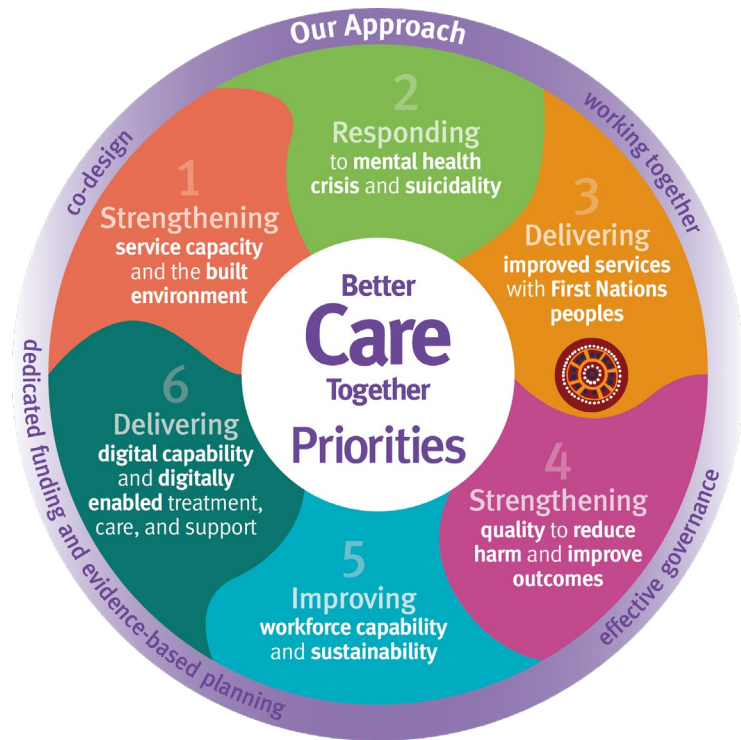 Our Approach
co-design
working together
effective governance
dedicated funding and evidence-based planning
Better
Care
Together
Priorities
1
Strengthening
service capacity
and the built
environment
2
Responding
to mental health
crisis and suicidality
3
Delivering
improved services
with First Nations
peoples
4
Strengthening
quality to reduce
harm and improve
outcomes
5
Improving
workforce capability
and sustainability
6
Delivering
digital capability
and digitally
enabled treatment,
care, and support